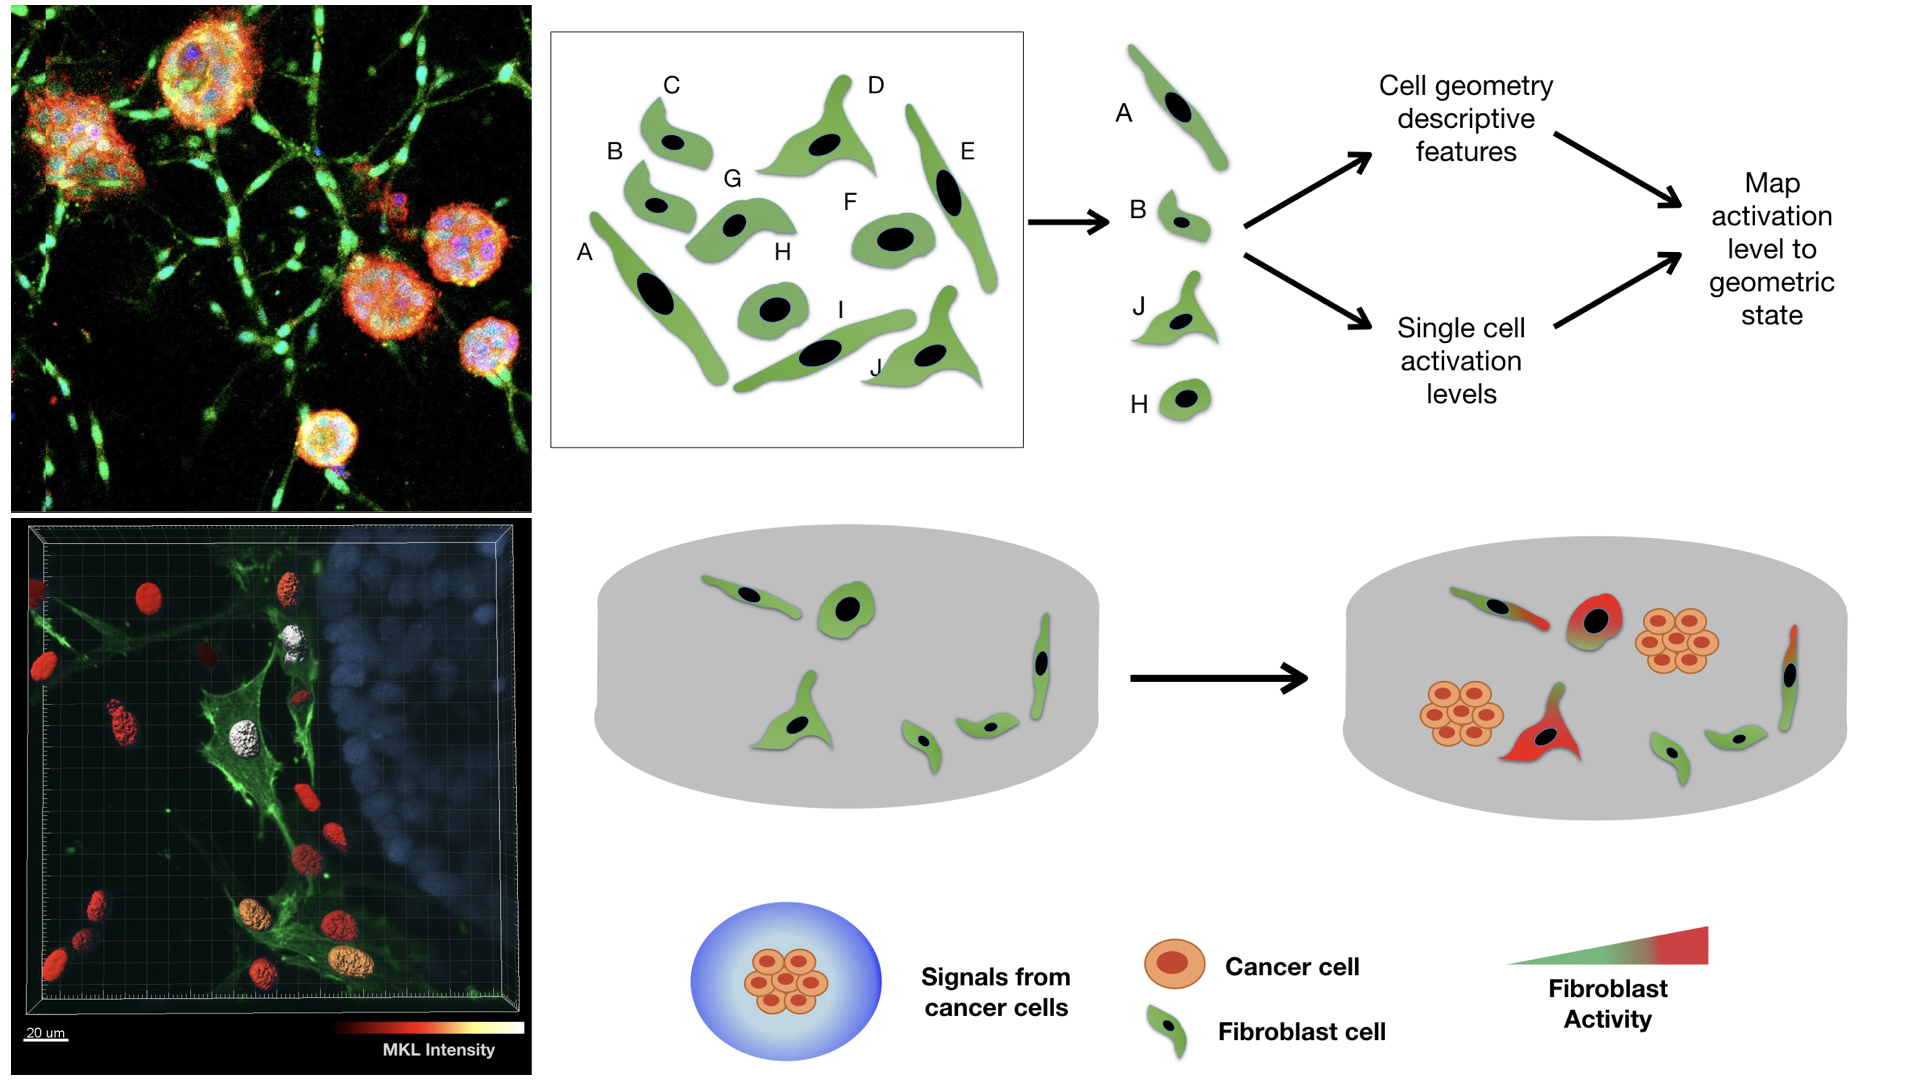 C
D
B
E
G
F
A
H
I
J
A
B
J
H
Cell geometry
descriptive
features
Single cell
activation
levels
Map
activation
level to
geometric
state
20 um
MKL Intensity
Signals from
cancer cells
Cancer cell
Fibroblast cell
Fibroblast
Activity